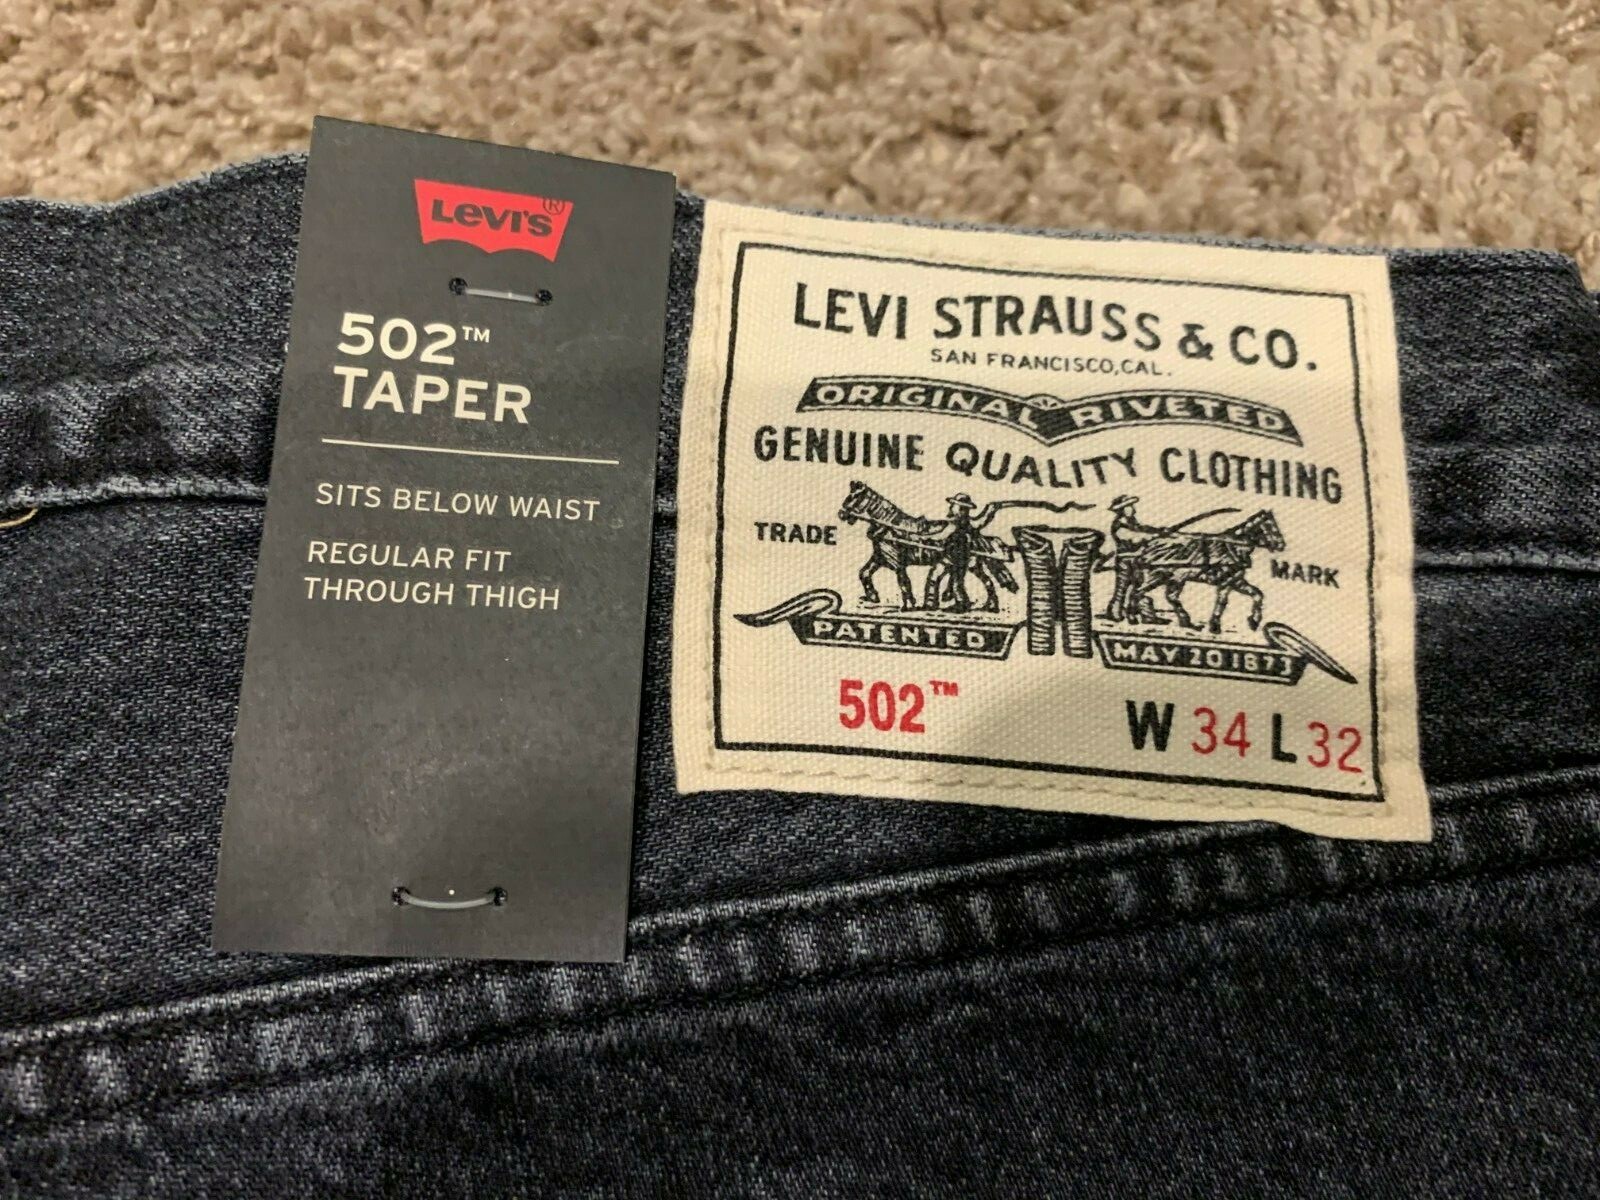 Levi's®
502™
TAPER
SITS BELOW WAIST
REGULAR FIT
THROUGH THIGH
LEVI STRAUSS & CO.
SAN FRANCISCO, CAL.
ORIGINAL RIVETED
GENUINE QUALITY CLOTHING
TRADE MARK
PATENTED MAY 20 1873
502™ W 34 L 32